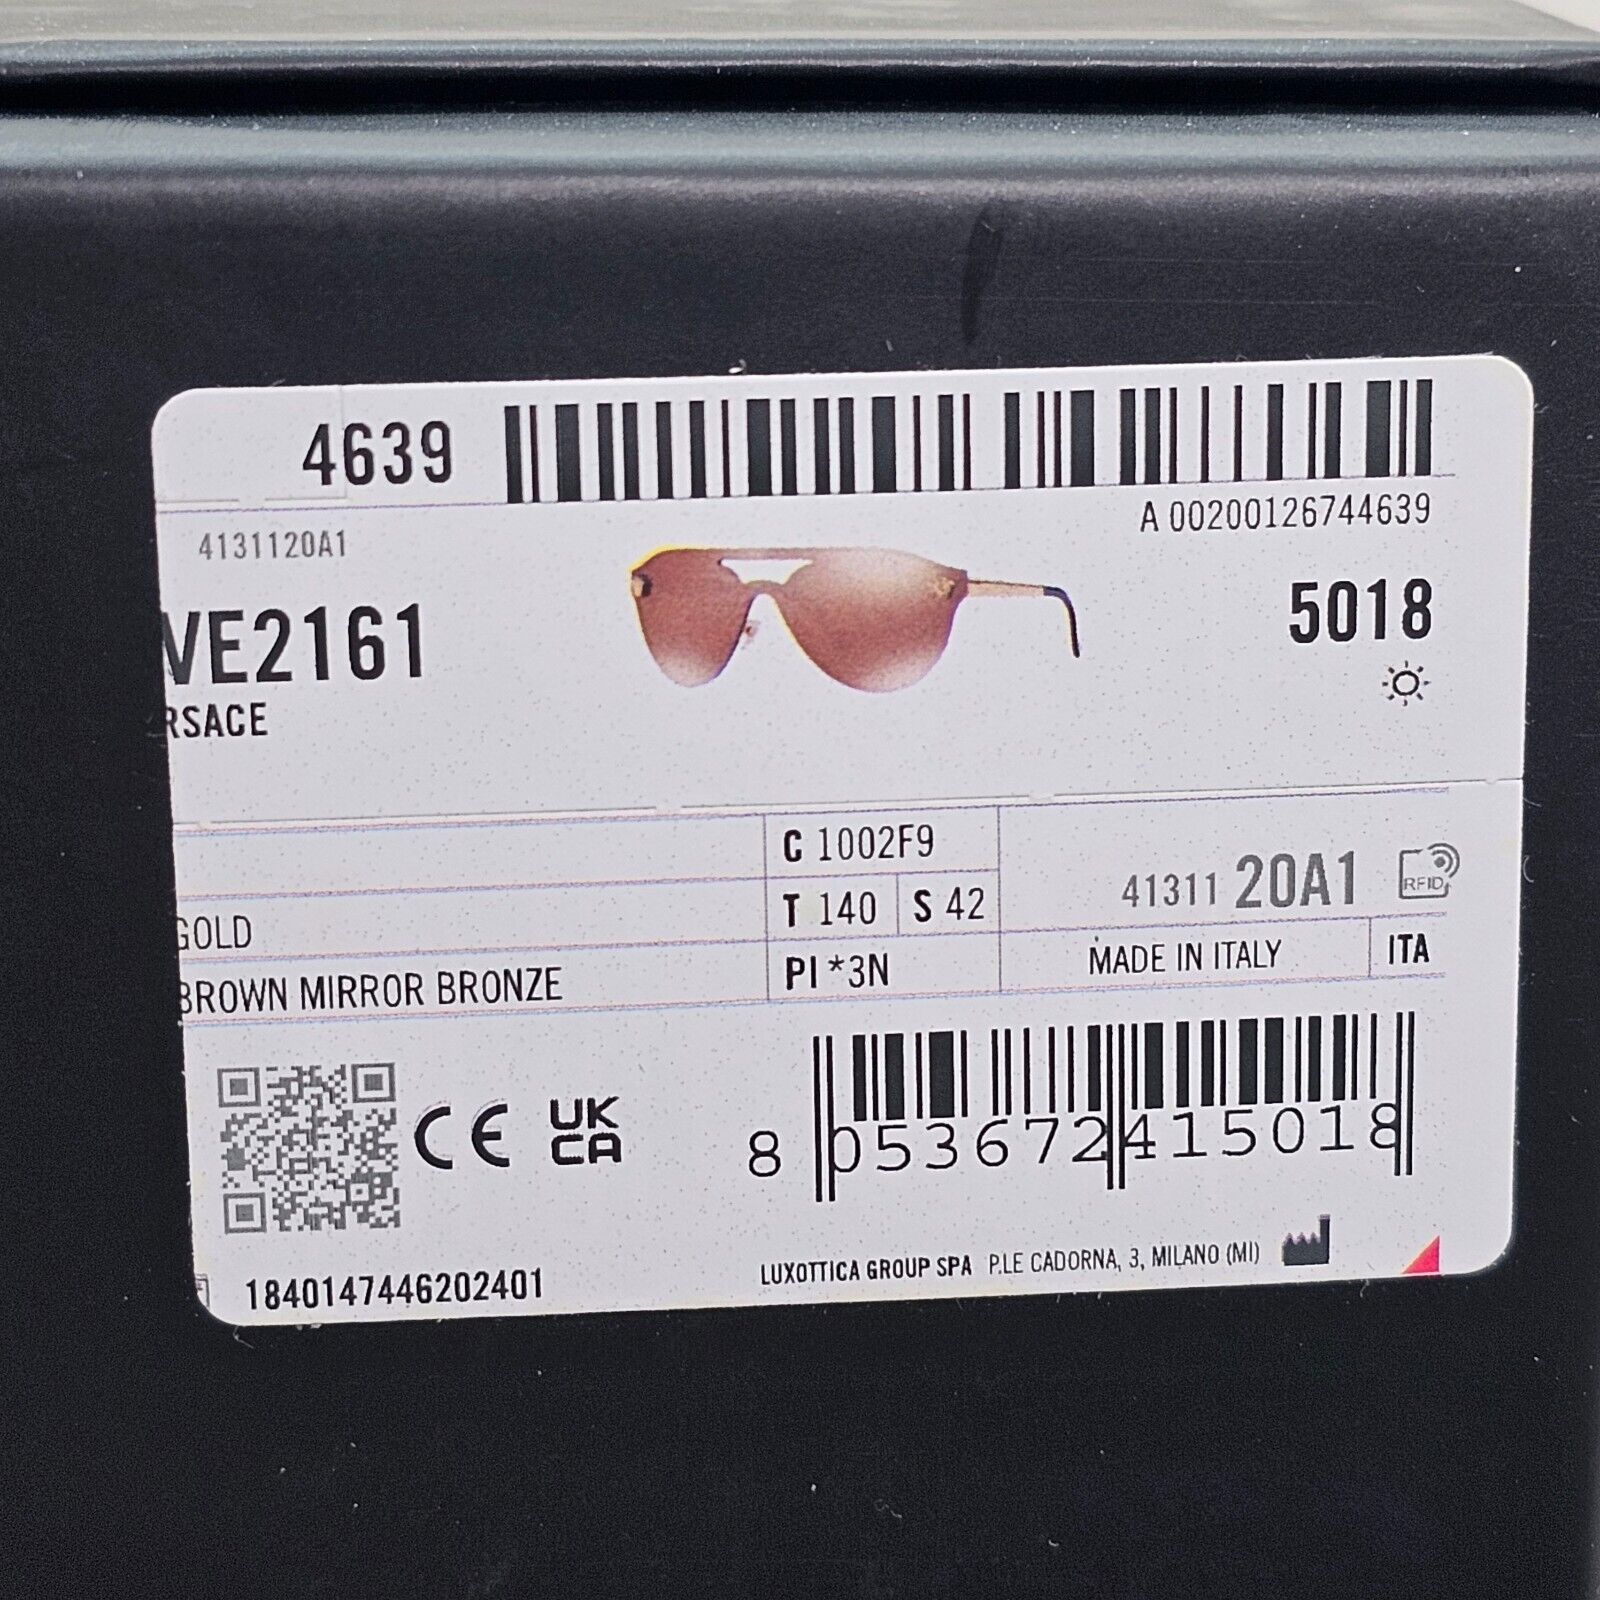 4639
A 00200126744639
4131120A1
VE2161
5018
RSACE
C 1002F9
GOLD
T 140
S 42
41311 20A1
RFID
BROWN MIRROR BRONZE
PI *3N
MADE IN ITALY
ITA
CE
UK
CA
8 053672 415018
1840147446202401
LUXOTTICA GROUP SPA P.LE CADORNA, 3, MILANO (MI)